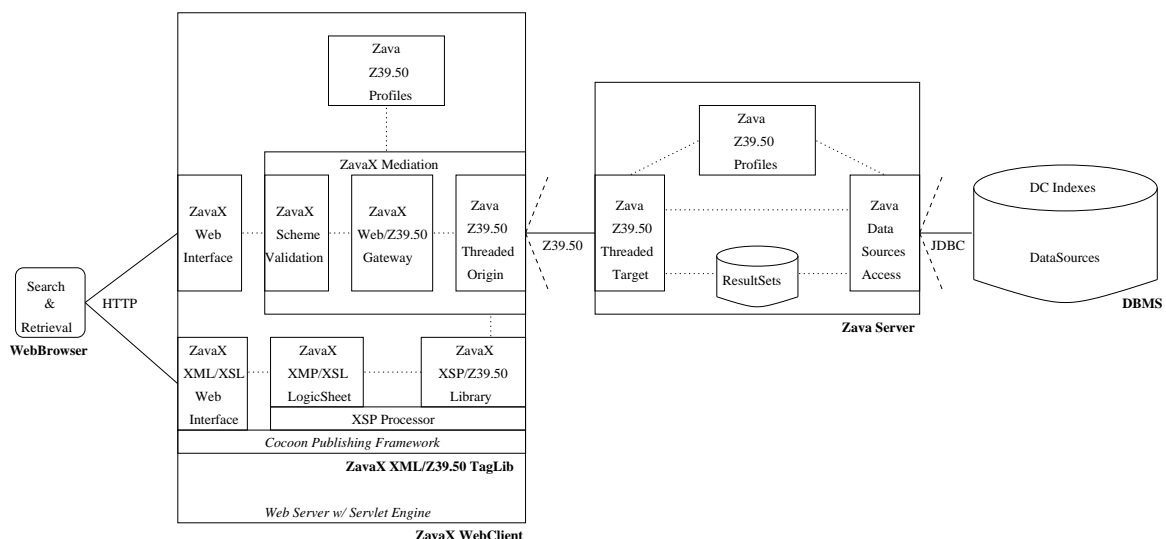 Zava
Z39.50
Profiles
ZavaX Mediation
ZavaX
Web
Interface
ZavaX
Scheme
Validation
ZavaX
Web/Z39.50
Gateway
Zava
Z39.50
Threaded
Origin
Search
&
Retrieval
WebBrowser
HTTP
ZavaX
XML/XSL
Web
Interface
ZavaX
XMP/XSL
LogicSheet
ZavaX
XSP/Z39.50
Library
XSP Processor
Cocoon Publishing Framework
ZavaX XML/Z39.50 TagLib
Web Server w/ Servlet Engine
ZavaX WebClient
Z39.50
Zava
Z39.50
Profiles
Zava
Z39.50
Threaded
Target
ResultSets
Zava
Data
Sources
Access
Zava Server
JDBC
DC Indexes
DataSources
DBMS